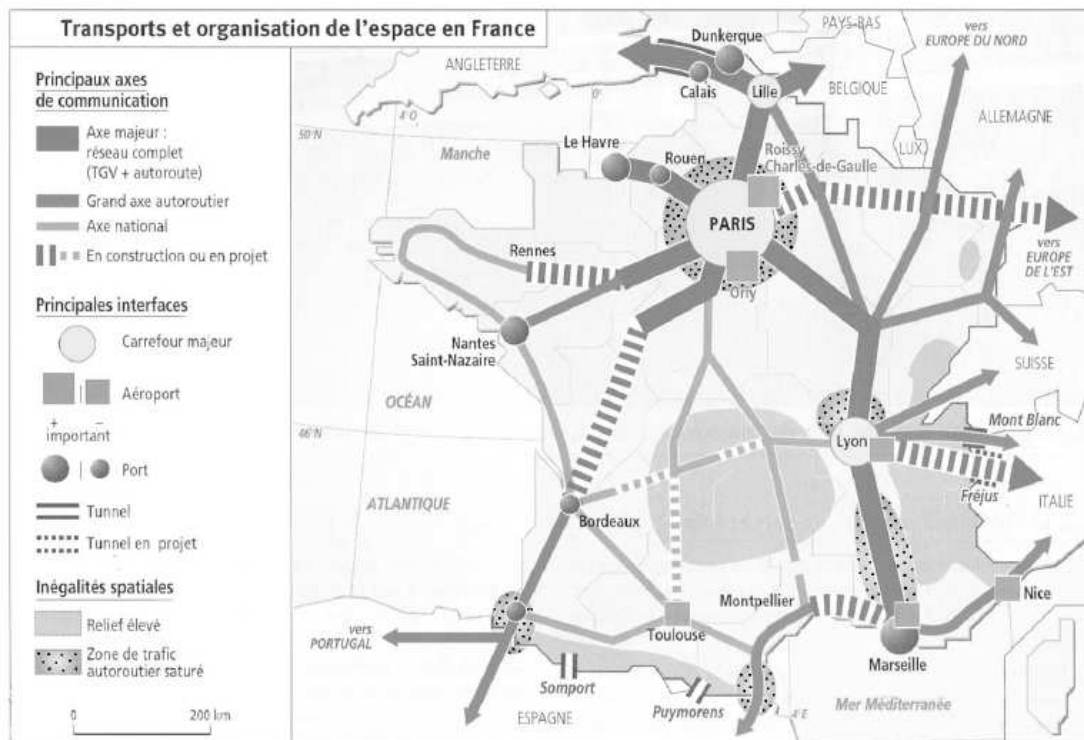 Transports et organisation de l'espace en France
Principaux axes
de communication
Axe majeur :
réseau complet
(TGV + autoroute)
Grand axe autoroutier
Axe national
En construction ou en projet
Principales interfaces
Carrefour majeur
Aéroport
+ –
important
Port
Tunnel
Tunnel en projet
Inégalités spatiales
Relief élevé
Zone de trafic
autoroutier saturé
0 200 km
PAYS-BAS
vers
EUROPE DU NORD
Dunkerque
ANGLETERRE
Calais
Lille
BELGIQUE
ALLEMAGNE
4°O
0°
50°N
LUX
Manche
Le Havre
Rouen
Roissy
Charles-de-Gaulle
PARIS
Rennes
vers
EUROPE
DE L'EST
Orly
Nantes
Saint-Nazaire
SUISSE
OCÉAN
46°N
Mont Blanc
Lyon
Fréjus
ITALIE
ATLANTIQUE
Bordeaux
Montpellier
Nice
vers
PORTUGAL
Toulouse
Marseille
Somport
Puymorens
4°E
Mer Méditerranée
ESPAGNE